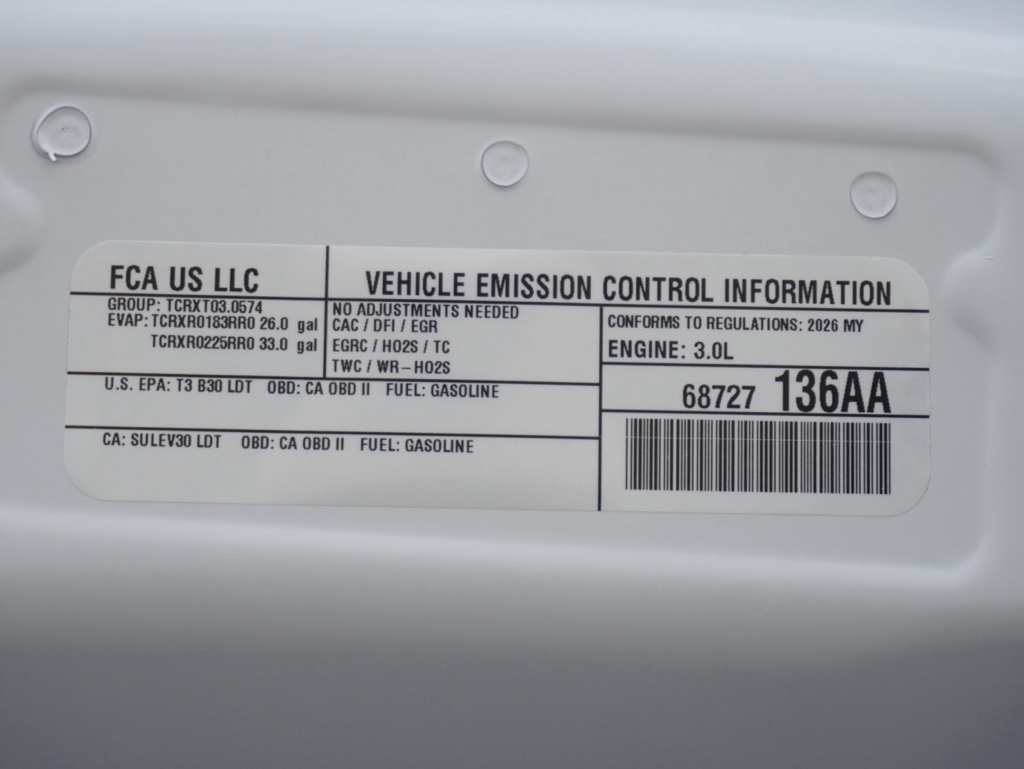 FCA US LLC
VEHICLE EMISSION CONTROL INFORMATION
GROUP: TCRXT03.0574
EVAP: TCRXR0183RR0 26.0 gal
TCRXR0225RR0 33.0 gal
NO ADJUSTMENTS NEEDED
CAC / DFI / EGR
EGRC / HO2S / TC
TWC / WR-HO2S
CONFORMS TO REGULATIONS: 2026 MY
ENGINE: 3.0L
U.S. EPA: T3 B30 LDT OBD: CA OBD II FUEL: GASOLINE
68727 136AA
CA: SULEV30 LDT OBD: CA OBD II FUEL: GASOLINE